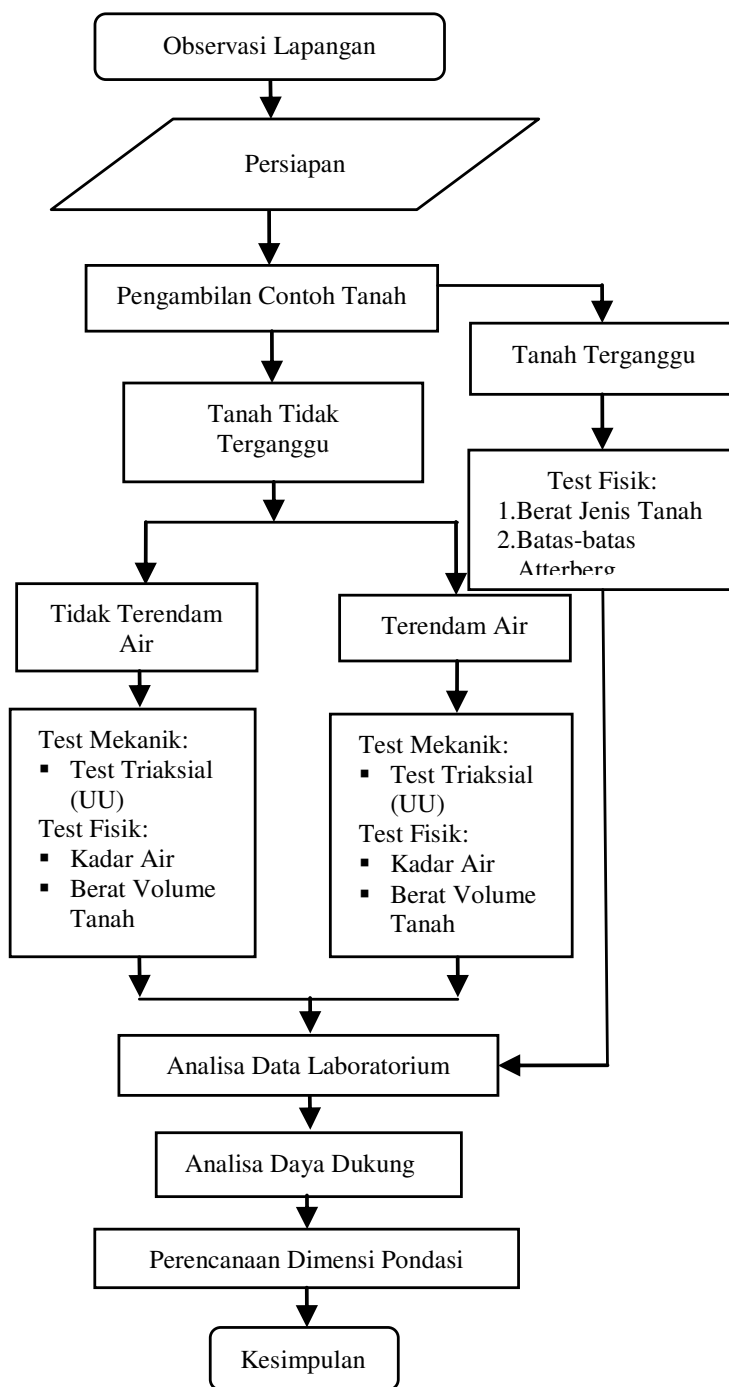 Observasi Lapangan
Persiapan
Pengambilan Contoh Tanah
Tanah Terganggu
Tanah Tidak
Terganggu
Test Fisik:
1.Berat Jenis Tanah
2.Batas-batas
Atterberg
Tidak Terendam
Air
Terendam Air
Test Mekanik:
▪ Test Triaksial
(UU)
Test Fisik:
▪ Kadar Air
▪ Berat Volume
Tanah
Test Mekanik:
▪ Test Triaksial
(UU)
Test Fisik:
▪ Kadar Air
▪ Berat Volume
Tanah
Analisa Data Laboratorium
Analisa Daya Dukung
Perencanaan Dimensi Pondasi
Kesimpulan